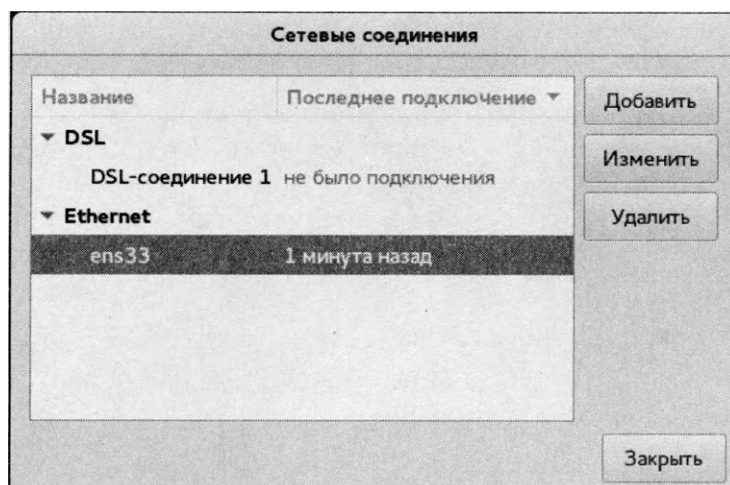 Сетевые соединения
Название Последнее подключение
Добавить
DSL
Изменить
DSL-соединение 1 не было подключения
Ethernet
Удалить
ens33 1 минута назад
Закрыть